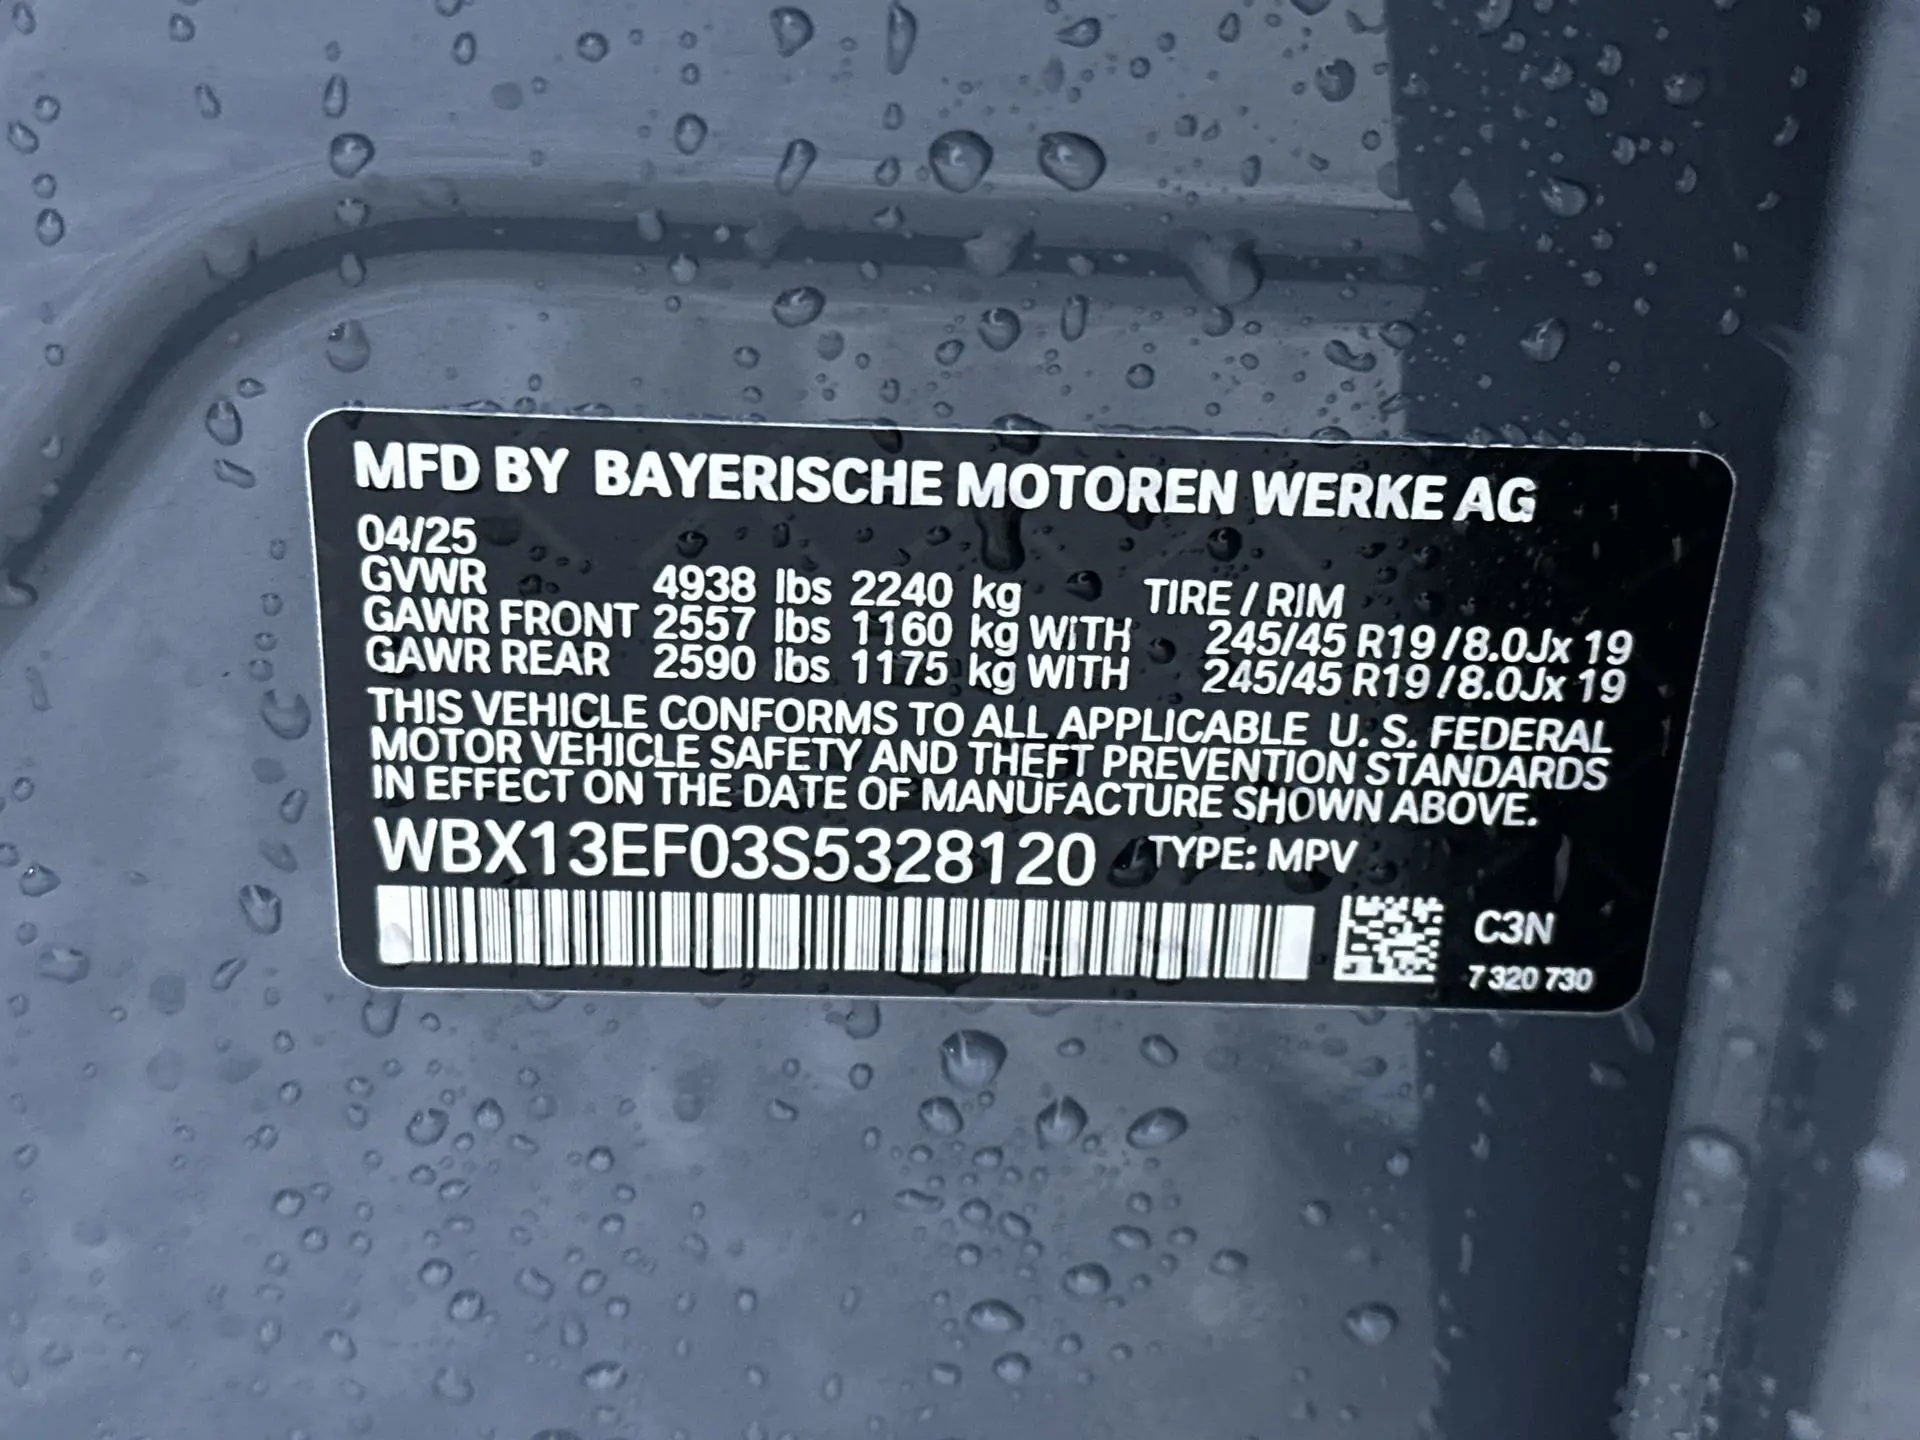 MFD BY BAYERISCHE MOTOREN WERKE AG
04/25
GVWR 4938 lbs 2240 kg TIRE / RIM
GAWR FRONT 2557 lbs 1160 kg WITH 245/45 R19 / 8.0Jx 19
GAWR REAR 2590 lbs 1175 kg WITH 245/45 R19 / 8.0Jx 19
THIS VEHICLE CONFORMS TO ALL APPLICABLE U. S. FEDERAL
MOTOR VEHICLE SAFETY AND THEFT PREVENTION STANDARDS
IN EFFECT ON THE DATE OF MANUFACTURE SHOWN ABOVE.
WBX13EF03S5328120 TYPE: MPV
C3N
7 320 730